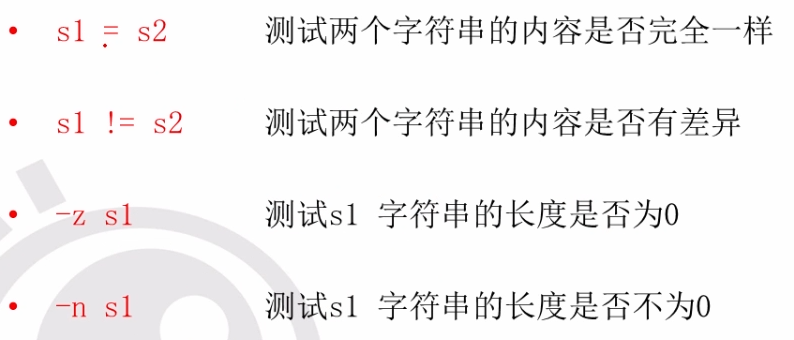 • s1 = s2 测试两个字符串的内容是否完全一样
• s1 != s2 测试两个字符串的内容是否有差异
• -z s1 测试s1 字符串的长度是否为0
• -n s1 测试s1 字符串的长度是否不为0